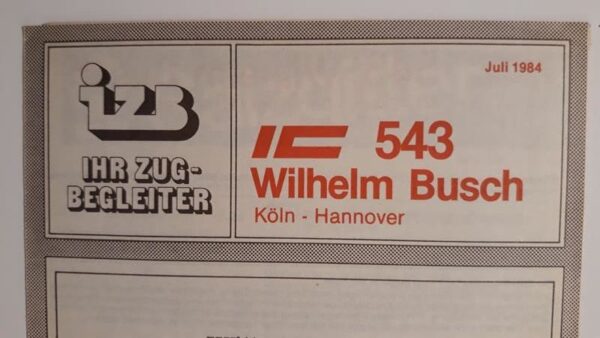 izB
IHR ZUG-
BEGLEITER
Juli 1984
IC 543
Wilhelm Busch
Köln - Hannover